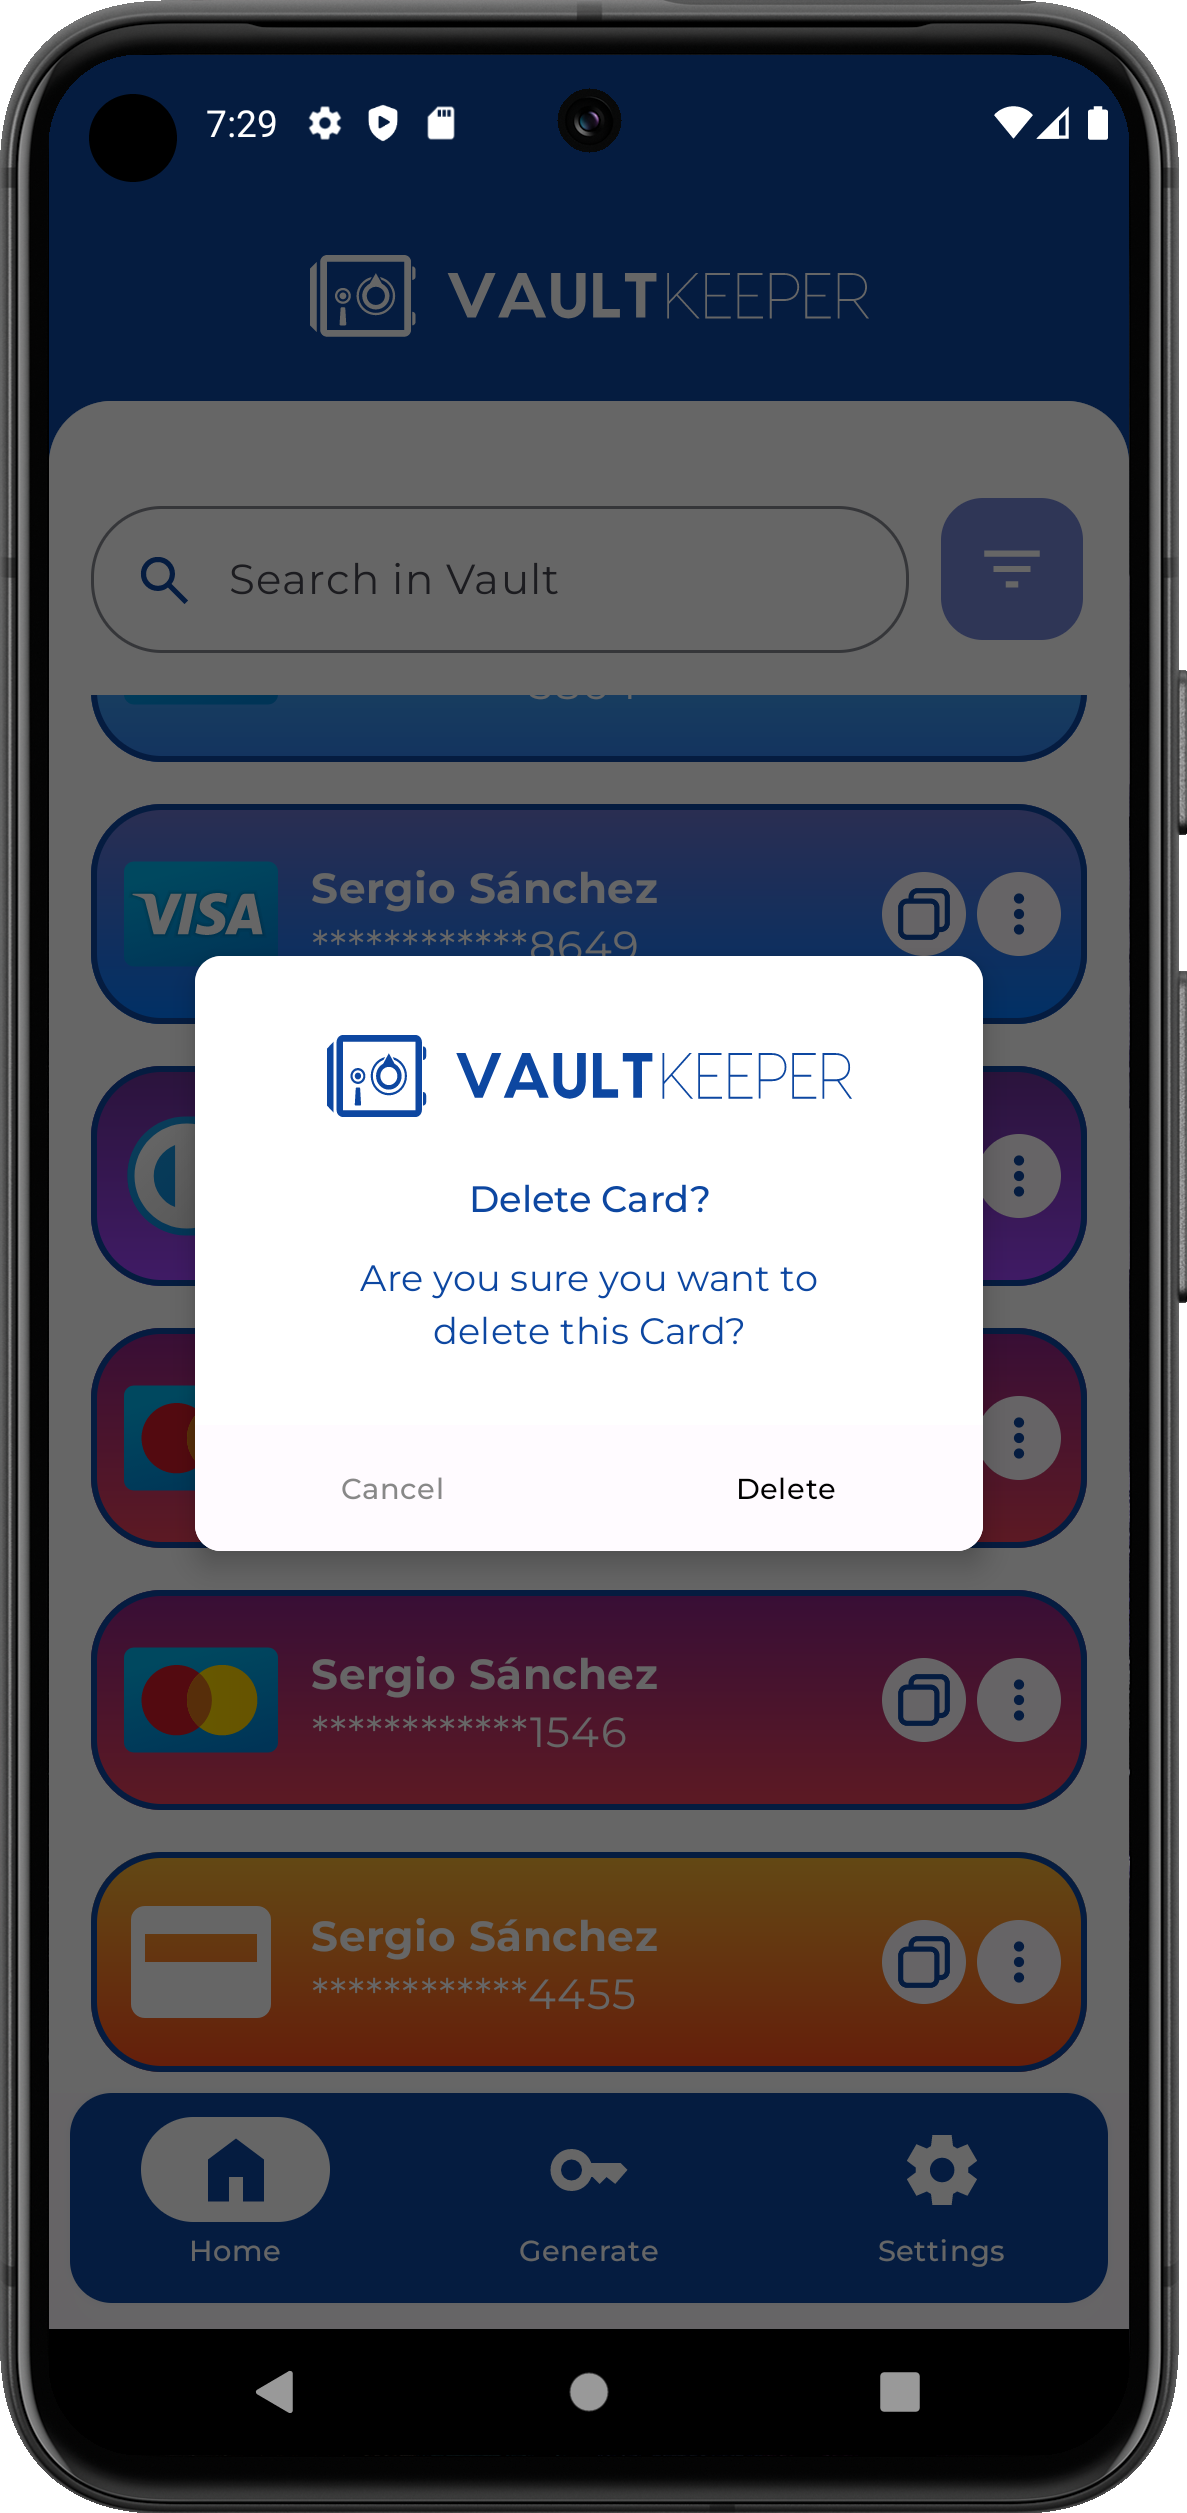 7:29
VAULTKEEPER
Search in Vault
VISA
Sergio Sánchez
************8649
VAULTKEEPER
Delete Card?
Are you sure you want to
delete this Card?
Cancel
Delete
Sergio Sánchez
************1546
Sergio Sánchez
************4455
Home
Generate
Settings